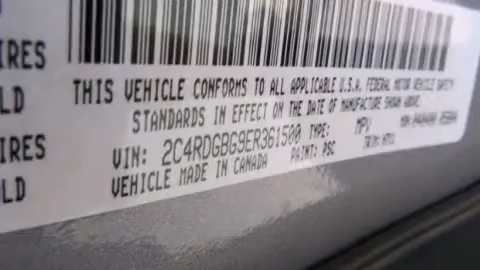 IRES
LD
IRES
LD
THIS VEHICLE CONFORMS TO ALL APPLICABLE U.S.A. FEDERAL MOTOR VEHICLE SAFETY
STANDARDS IN EFFECT ON THE DATE OF MANUFACTURE SHOWN ABOVE.
VIN: 2C4RDGBG9ER361500 TYPE: MPV
VEHICLE MADE IN CANADA PAINT: PSC TRIM: